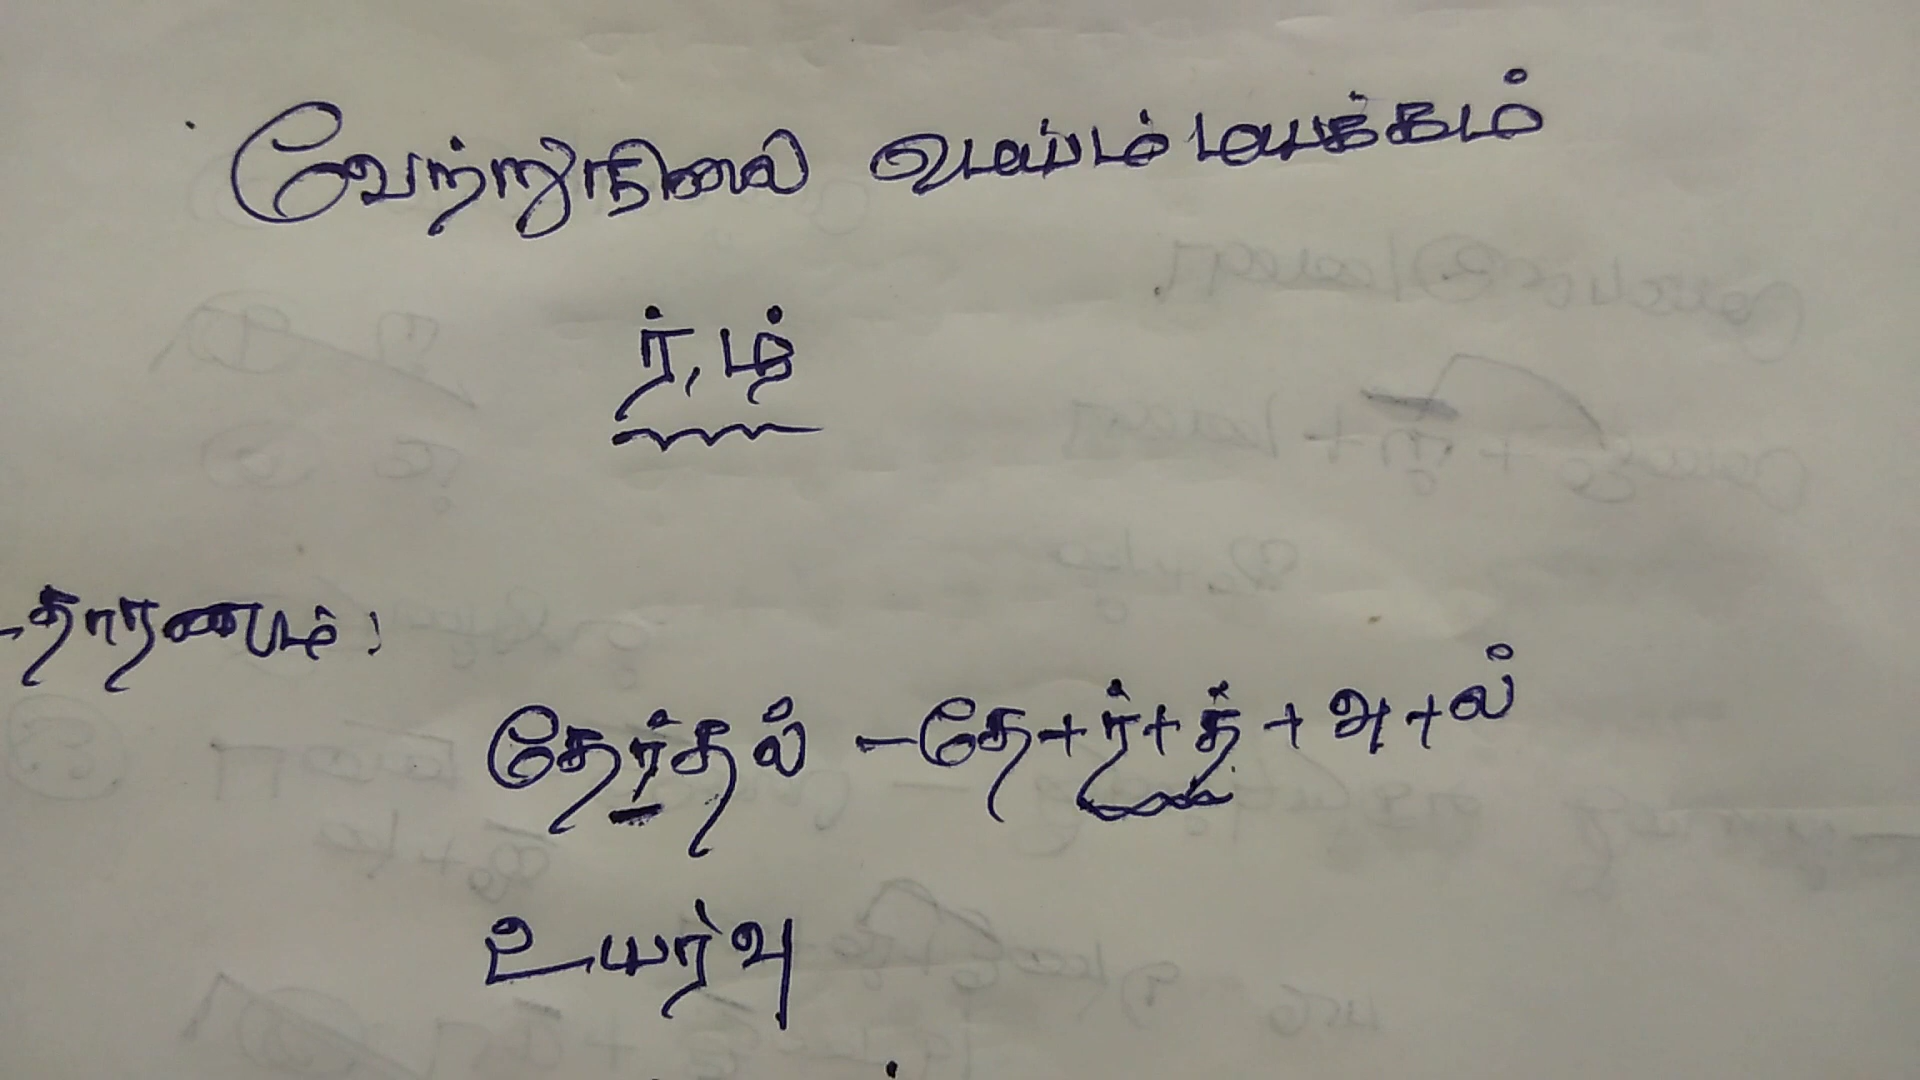 வேற்றுநிலை மெய்ம்மயக்கம்
ர், ழ்
தாரணம் :
தேர்தல் - தே + ர் + த் + அ + ல்
உயர்வு